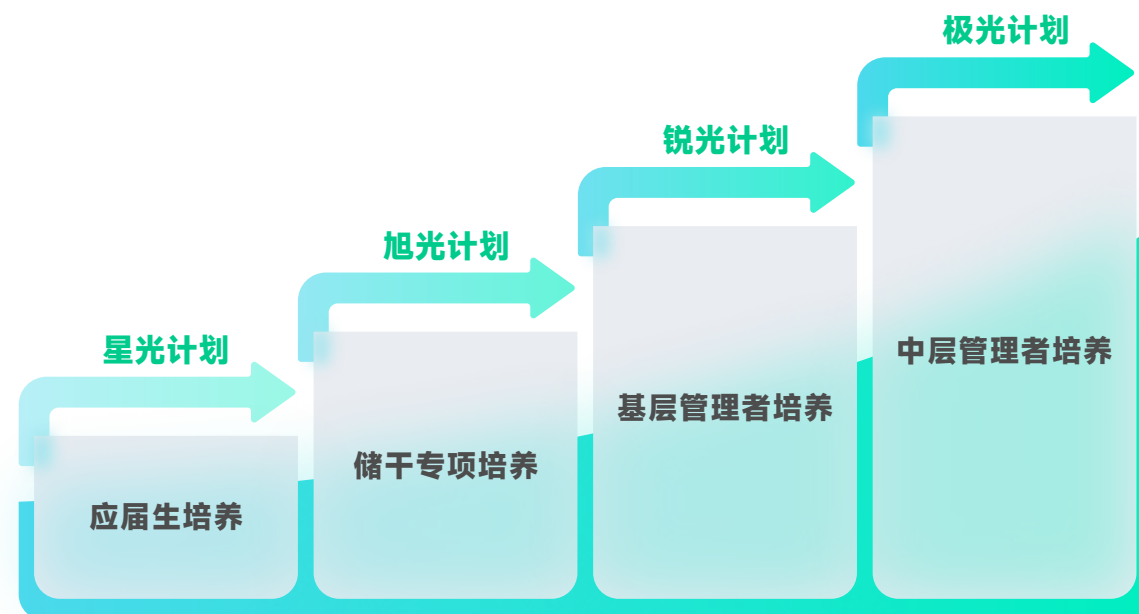 极光计划
锐光计划
旭光计划
星光计划
中层管理者培养
基层管理者培养
储干专项培养
应届生培养